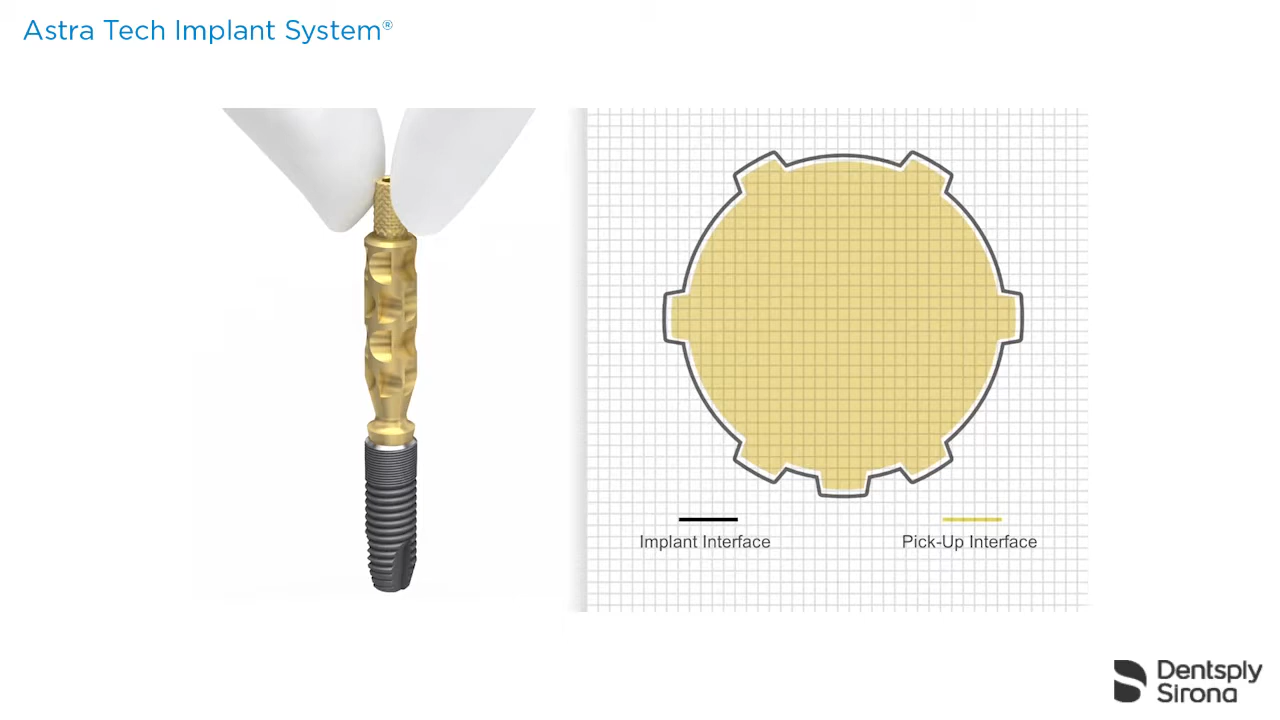 Astra Tech Implant System®
Implant Interface
Pick-Up Interface
Dentsply
Sirona